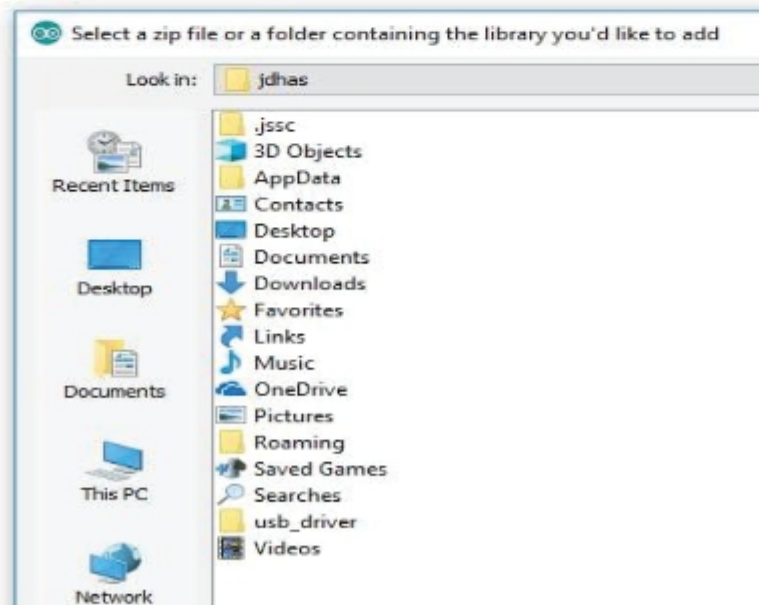 Select a zip file or a folder containing the library you'd like to add
Look in:
jdhas
Recent Items
Desktop
Documents
This PC
Network
.jssc
3D Objects
AppData
Contacts
Desktop
Documents
Downloads
Favorites
Links
Music
OneDrive
Pictures
Roaming
Saved Games
Searches
usb_driver
Videos